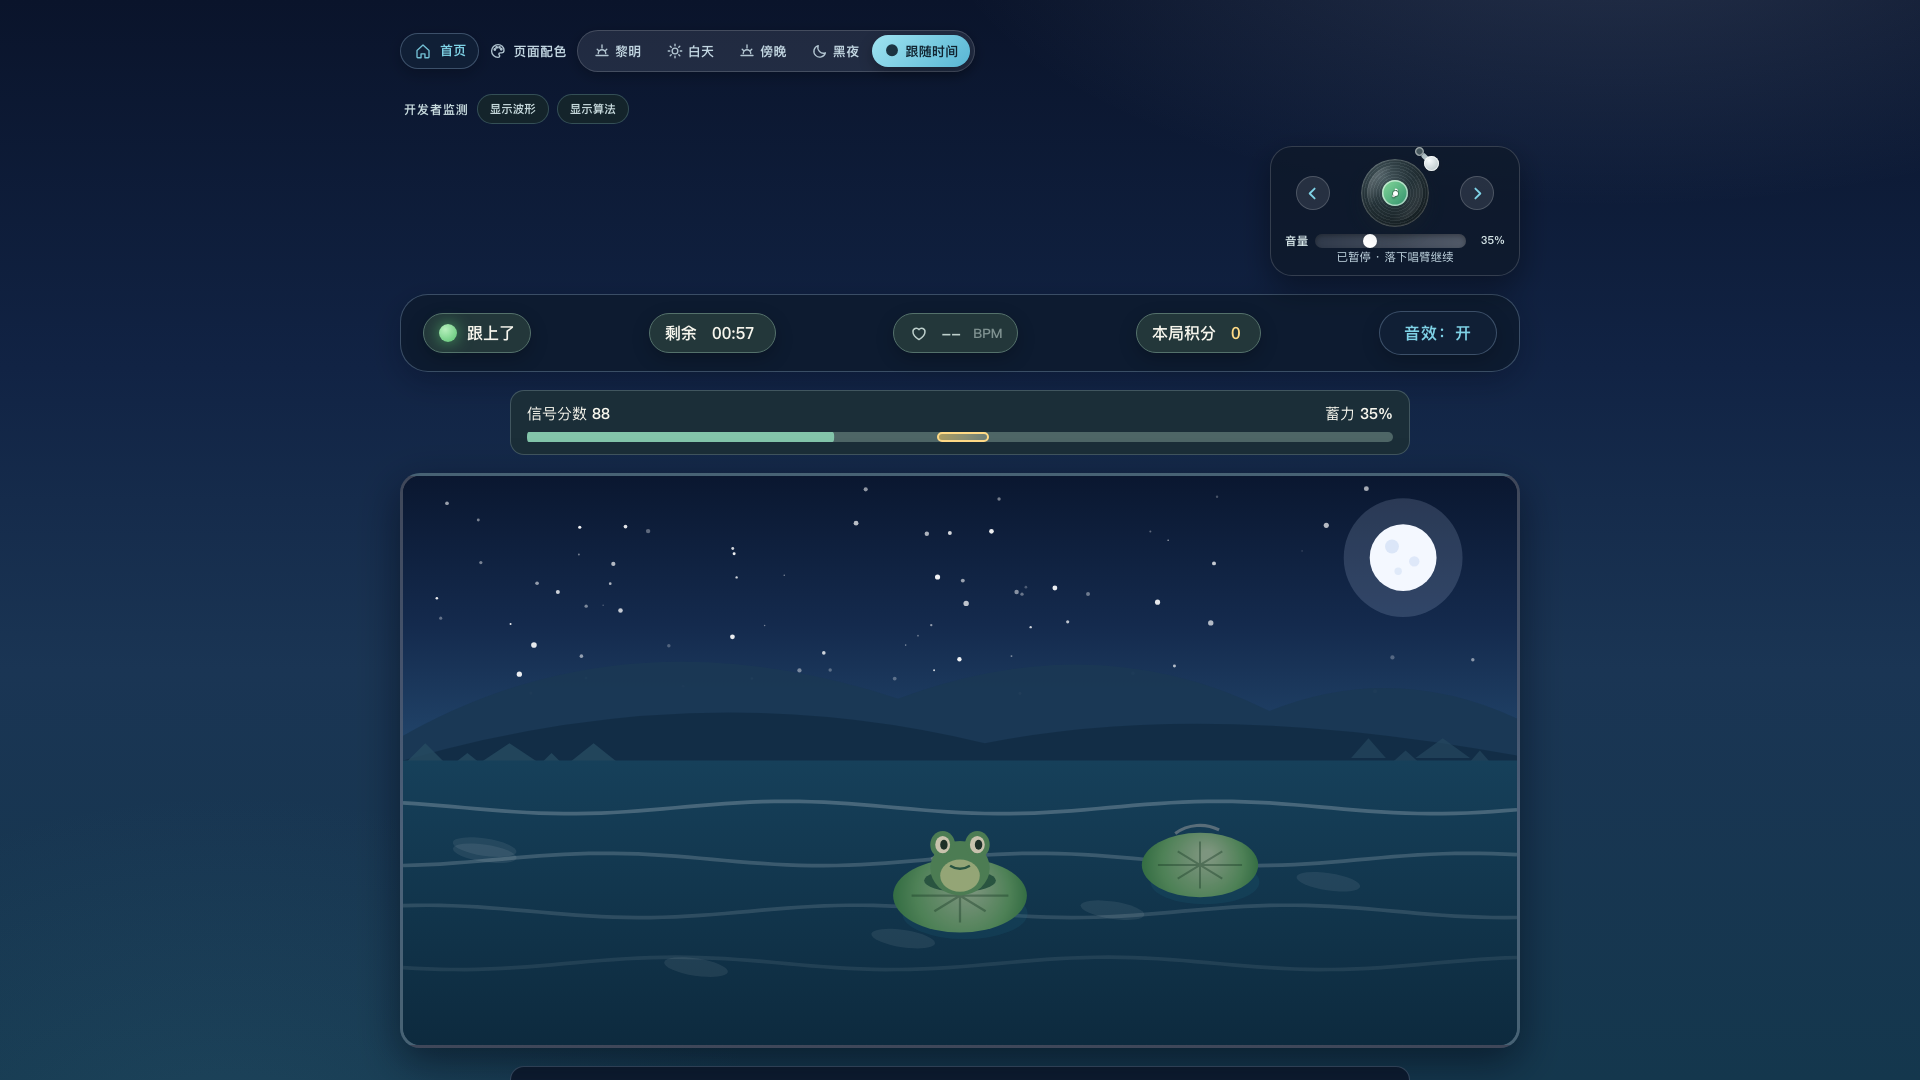 首页 页面配色 黎明 白天 傍晚 黑夜 跟随时间
开发者监测 显示波形 显示算法
音量 35%
已暂停 · 落下唱臂继续
跟上了 剩余 00:57 -- BPM 本局积分 0 音效：开
信号分数 88 蓄力 35%